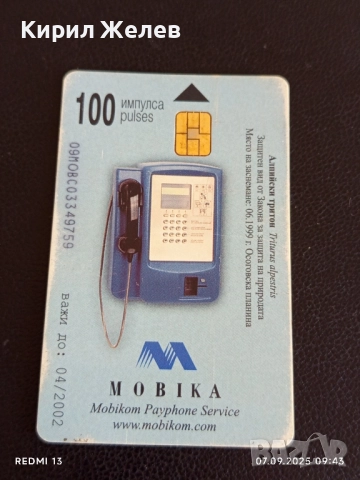 Кирил Желев
100 импулса
pulses
09MOBC03349759
важи до: 04/2002
Алпийски тритон Triturus alpestris
Защитен вид от Закона за защита на природата
Място на заснемане: 06.1999 г. Осоговска планина
MOBIKA
Mobikom Payphone Service
www.mobikom.com
REDMI 13
07.09.2025 09:43
bazar